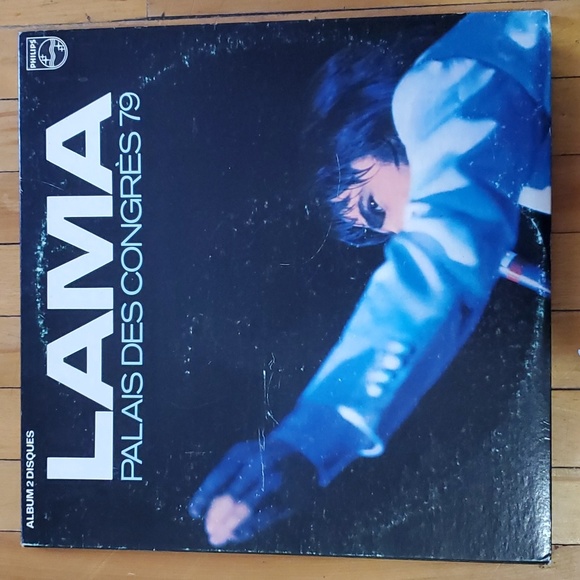 PHILIPS
LAMA
PALAIS DES CONGRÈS 79
ALBUM 2 DISQUES